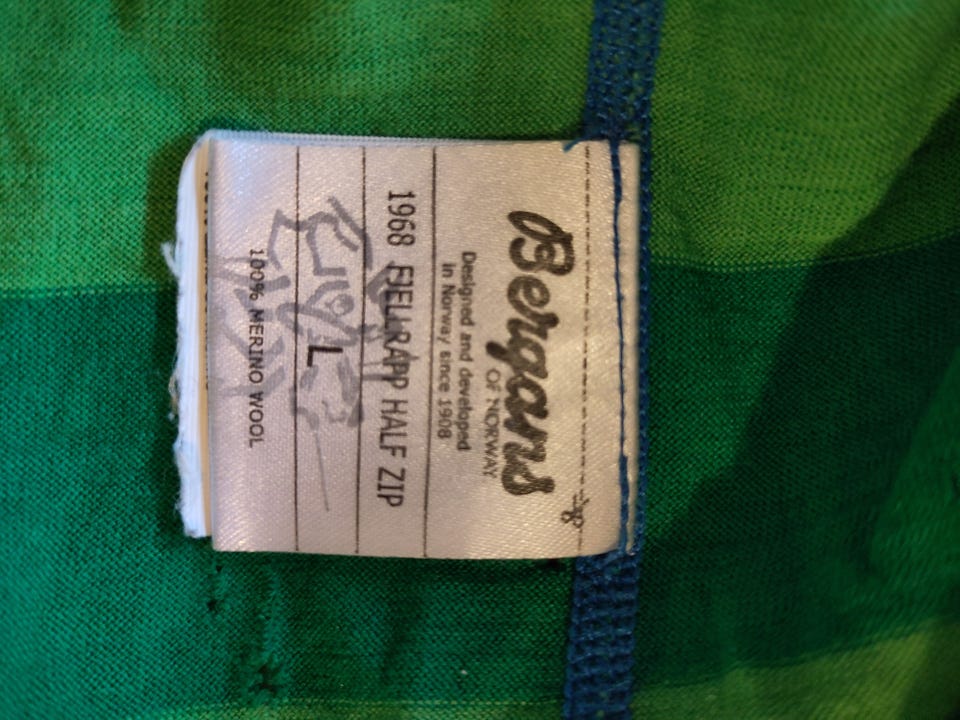 Bergans
OF NORWAY
Designed and developed
in Norway since 1908
1968 FJELLRAPP HALF ZIP
L
100% MERINO WOOL